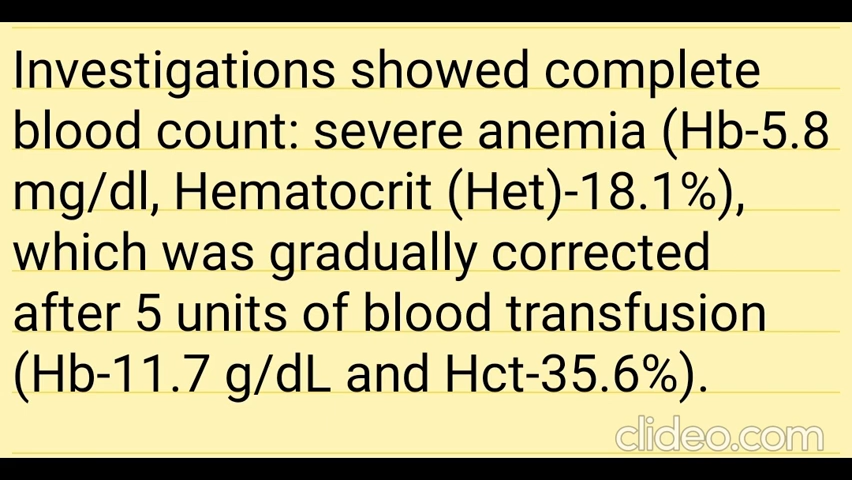 Investigations showed complete
blood count: severe anemia (Hb-5.8
mg/dl, Hematocrit (Het)-18.1%),
which was gradually corrected
after 5 units of blood transfusion
(Hb-11.7 g/dL and Hct-35.6%).
clideo.com